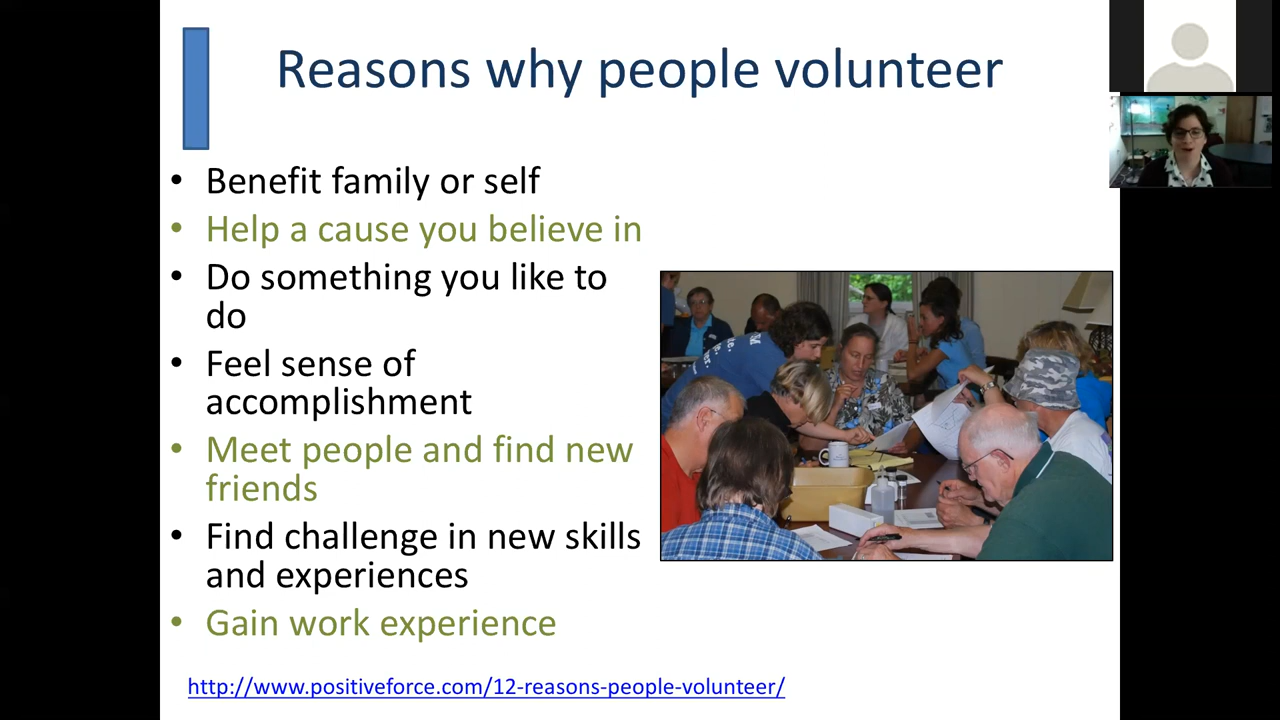 Reasons why people volunteer
• Benefit family or self
• Help a cause you believe in
• Do something you like to
do
• Feel sense of
accomplishment
• Meet people and find new
friends
• Find challenge in new skills
and experiences
• Gain work experience
http://www.positiveforce.com/12-reasons-people-volunteer/